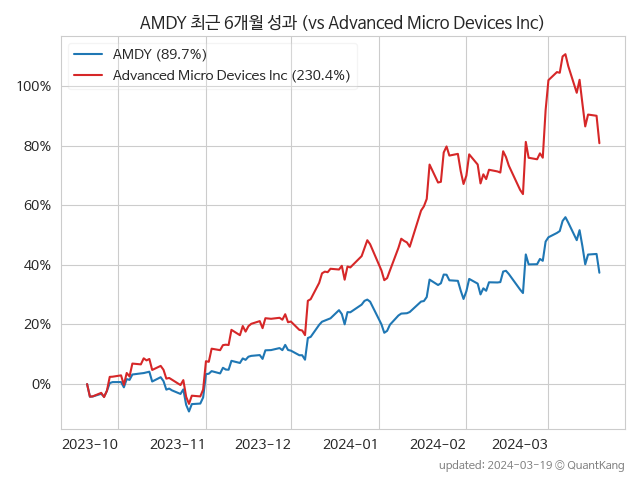 AMDY 최근 6개월 성과 (vs Advanced Micro Devices Inc)
AMDY (89.7%)
Advanced Micro Devices Inc (230.4%)
100%
80%
60%
40%
20%
0%
2023-10 2023-11 2023-12 2024-01 2024-02 2024-03
updated: 2024-03-19 © QuantKang